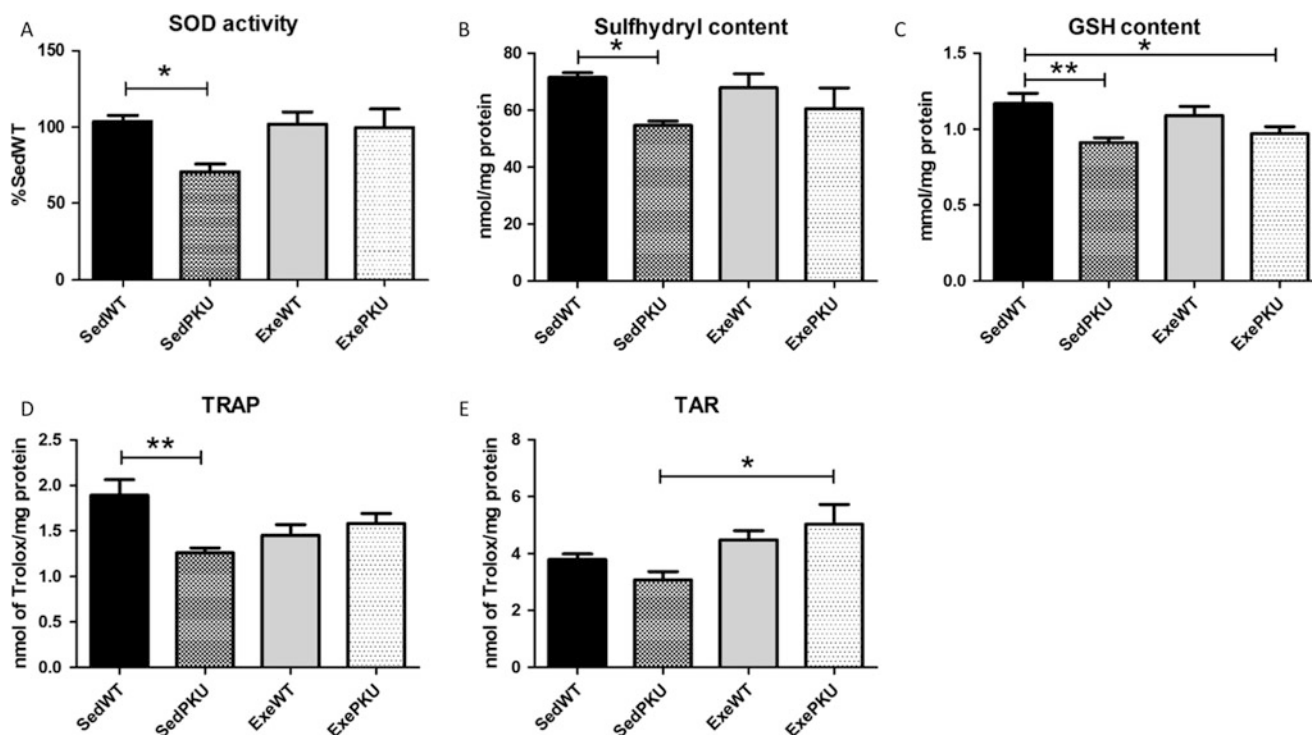 A
SOD activity
%SedWT
150
100
50
0
*
SedWT
SedPKU
ExeWT
ExePKU
B
Sulfhydryl content
nmol/mg protein
80
60
40
20
0
*
SedWT
SedPKU
ExeWT
ExePKU
C
GSH content
mmol/mg protein
1.5
1.0
0.5
0.0
*
**
SedWT
SedPKU
ExeWT
ExePKU
D
TRAP
nmol of Trolox/mg protein
2.5
2.0
1.5
1.0
0.5
0.0
**
SedWT
SedPKU
ExeWT
ExePKU
E
TAR
nmol of Trolox/mg protein
8
6
4
2
0
*
SedWT
SedPKU
ExeWT
ExePKU